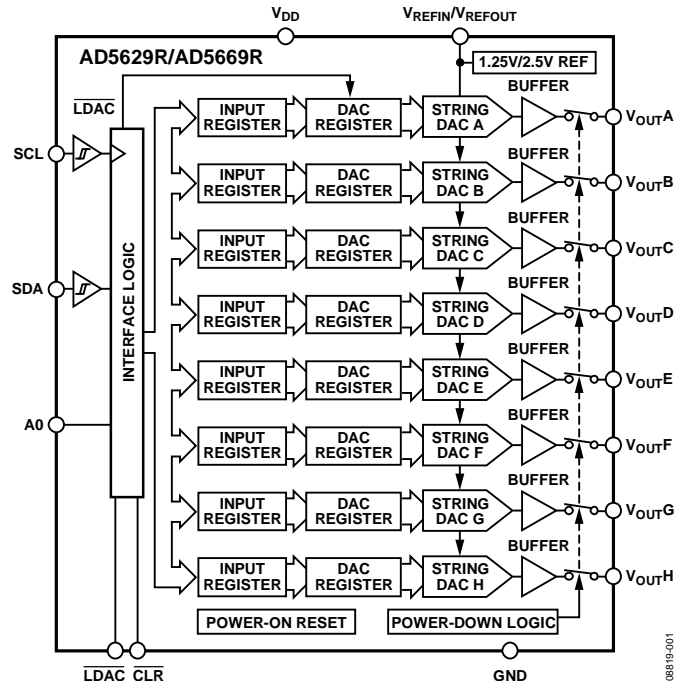 VDD
VREFIN/VREFOUT
AD5629R/AD5669R
1.25V/2.5V REF
LDAC
SCL
SDA
A0
INTERFACE LOGIC
INPUT
REGISTER
DAC
REGISTER
STRING
DAC A
BUFFER
VOUTA
INPUT
REGISTER
DAC
REGISTER
STRING
DAC B
BUFFER
VOUTB
INPUT
REGISTER
DAC
REGISTER
STRING
DAC C
BUFFER
VOUTC
INPUT
REGISTER
DAC
REGISTER
STRING
DAC D
BUFFER
VOUTD
INPUT
REGISTER
DAC
REGISTER
STRING
DAC E
BUFFER
VOUTE
INPUT
REGISTER
DAC
REGISTER
STRING
DAC F
BUFFER
VOUTF
INPUT
REGISTER
DAC
REGISTER
STRING
DAC G
BUFFER
VOUTG
INPUT
REGISTER
DAC
REGISTER
STRING
DAC H
BUFFER
VOUTH
POWER-ON RESET
POWER-DOWN LOGIC
LDAC
CLR
GND
08819-001